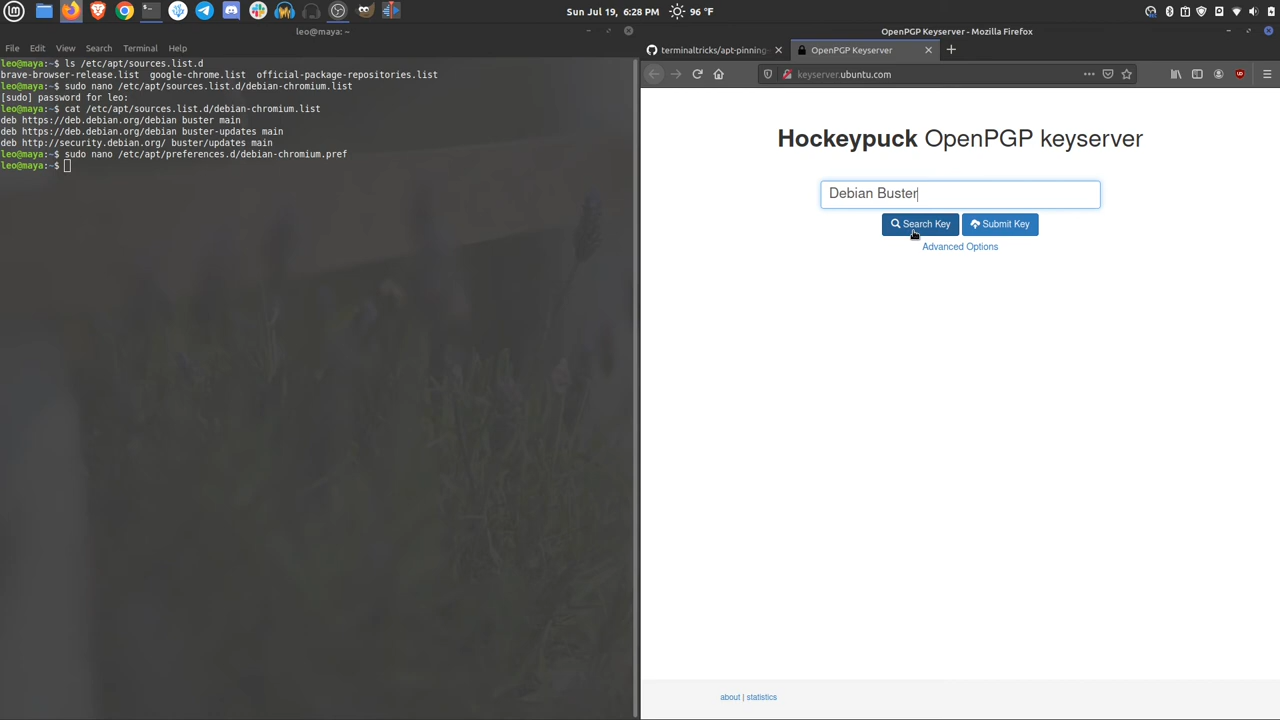 Sun Jul 19, 6:28 PM
96 °F
leo@maya: ~
File Edit View Search Terminal Help
leo@maya:~$ ls /etc/apt/sources.list.d
brave-browser-release.list google-chrome.list official-package-repositories.list
leo@maya:~$ sudo nano /etc/apt/sources.list.d/debian-chromium.list
[sudo] password for leo:
leo@maya:~$ cat /etc/apt/sources.list.d/debian-chromium.list
deb https://deb.debian.org/debian buster main
deb https://deb.debian.org/debian buster-updates main
deb http://security.debian.org/ buster/updates main
leo@maya:~$ sudo nano /etc/apt/preferences.d/debian-chromium.pref
leo@maya:~$
OpenPGP Keyserver - Mozilla Firefox
terminaltricks/apt-pinning
OpenPGP Keyserver
keyserver.ubuntu.com
Hockeypuck OpenPGP keyserver
Debian Buster
Search Key Submit Key
Advanced Options
about | statistics